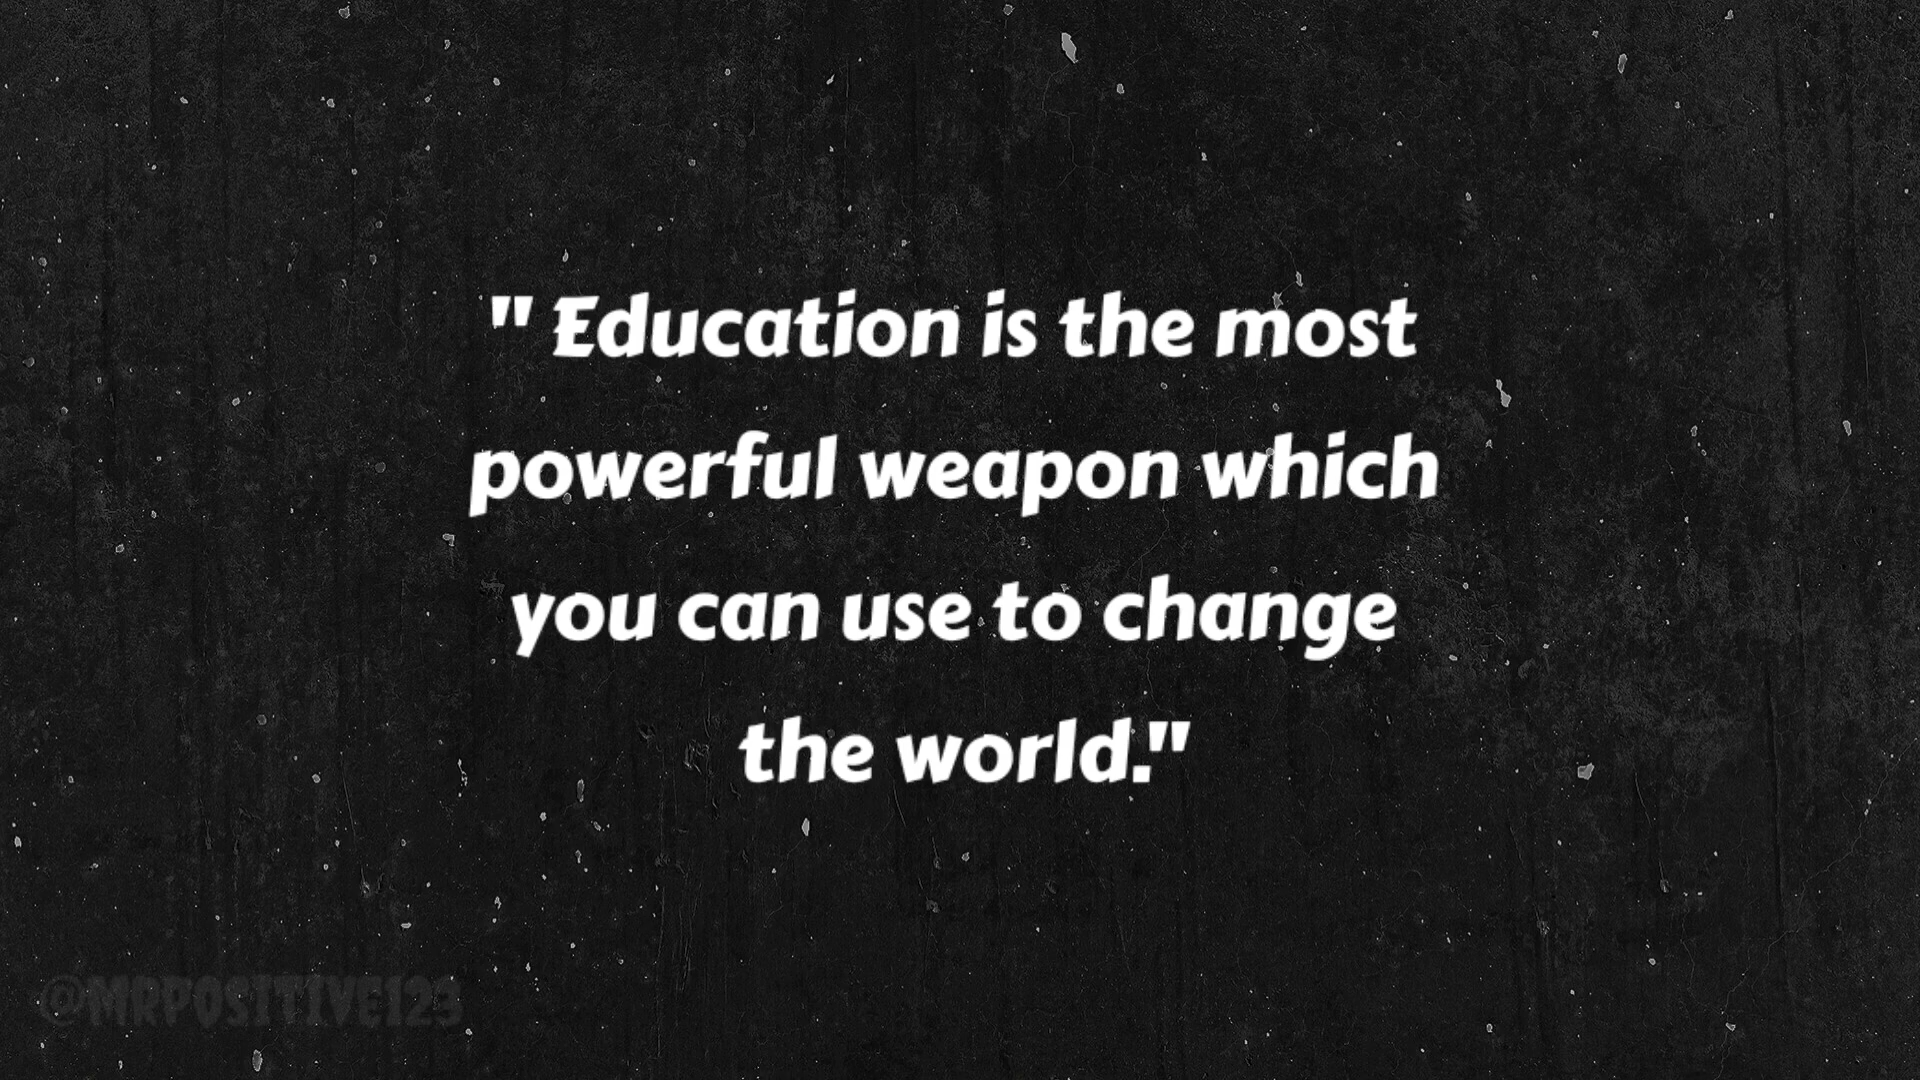 " Education is the most
powerful weapon which
you can use to change
the world."
@MRPOSITIVE123